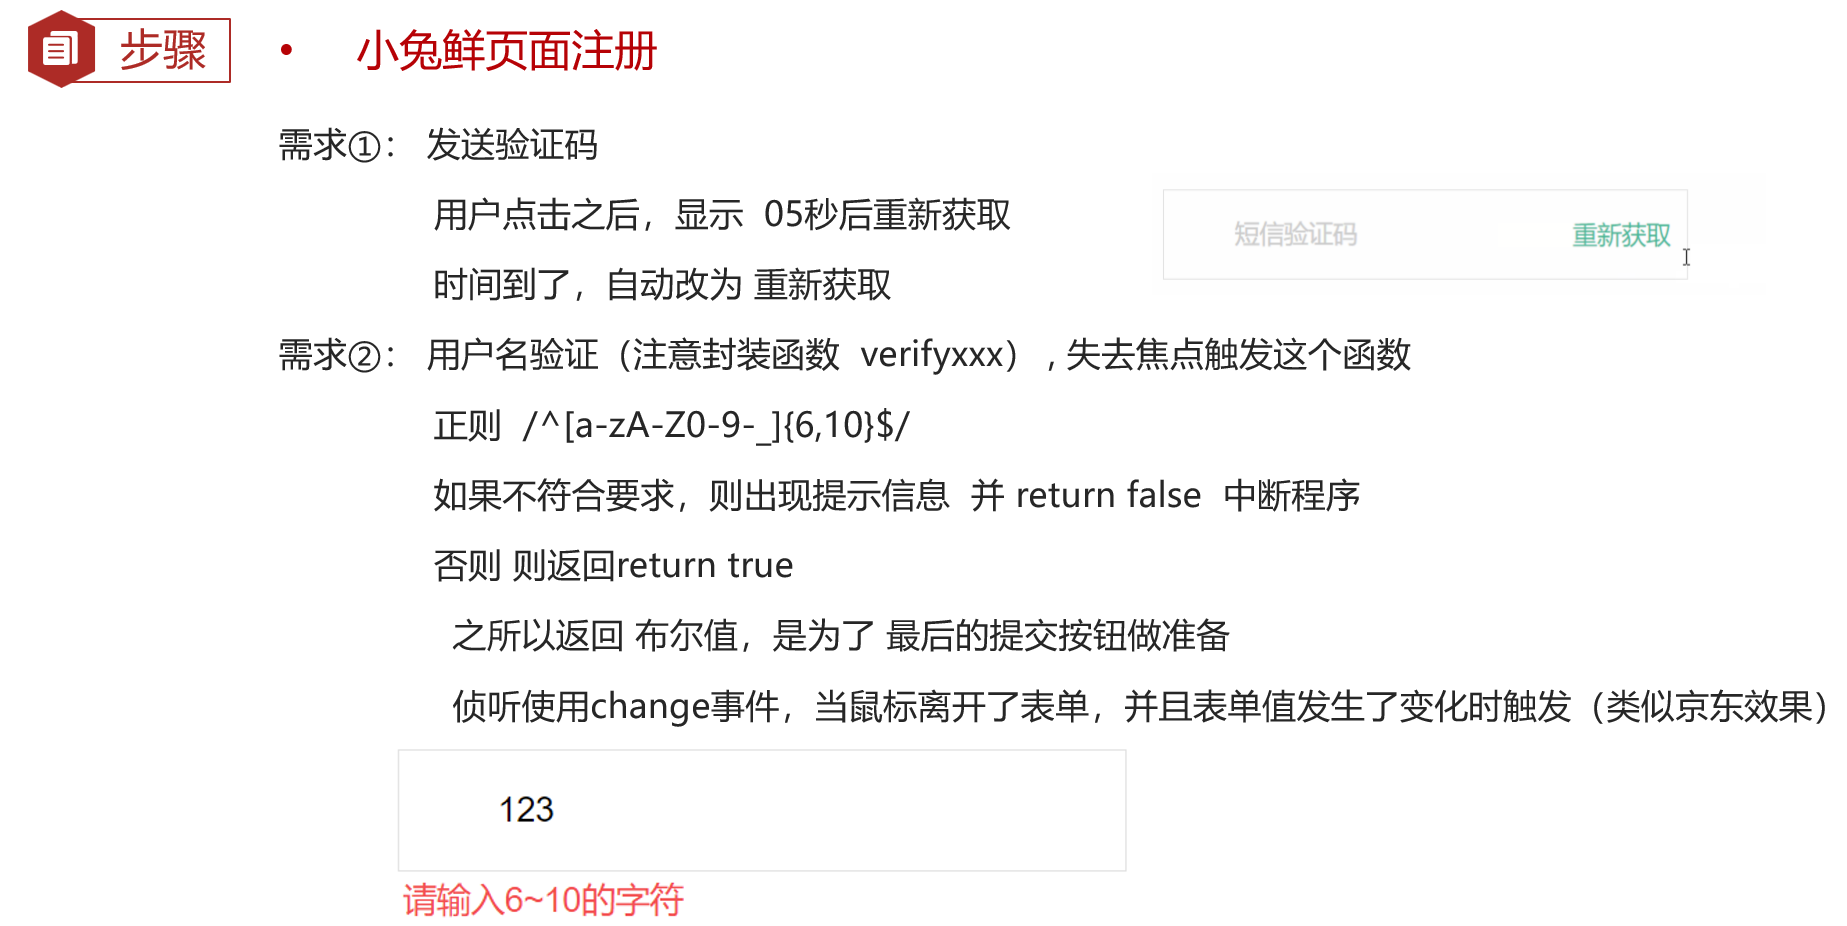 步骤
• 小兔鲜页面注册
需求①： 发送验证码
用户点击之后，显示 05秒后重新获取
短信验证码 重新获取
时间到了，自动改为 重新获取
需求②： 用户名验证（注意封装函数 verifyxxx）, 失去焦点触发这个函数
正则 /^[a-zA-Z0-9-_]{6,10}$/
如果不符合要求，则出现提示信息 并 return false 中断程序
否则 则返回return true
之所以返回 布尔值，是为了 最后的提交按钮做准备
侦听使用change事件，当鼠标离开了表单，并且表单值发生了变化时触发（类似京东效果）
123
请输入6~10的字符